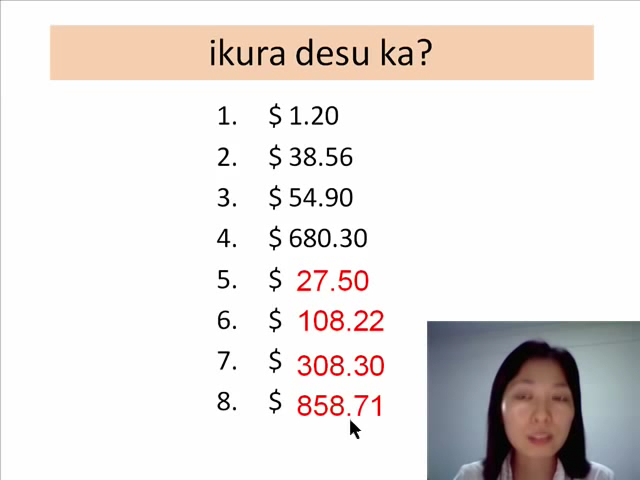 ikura desu ka?
1. $ 1.20
2. $ 38.56
3. $ 54.90
4. $ 680.30
5. $ 27.50
6. $ 108.22
7. $ 308.30
8. $ 858.71